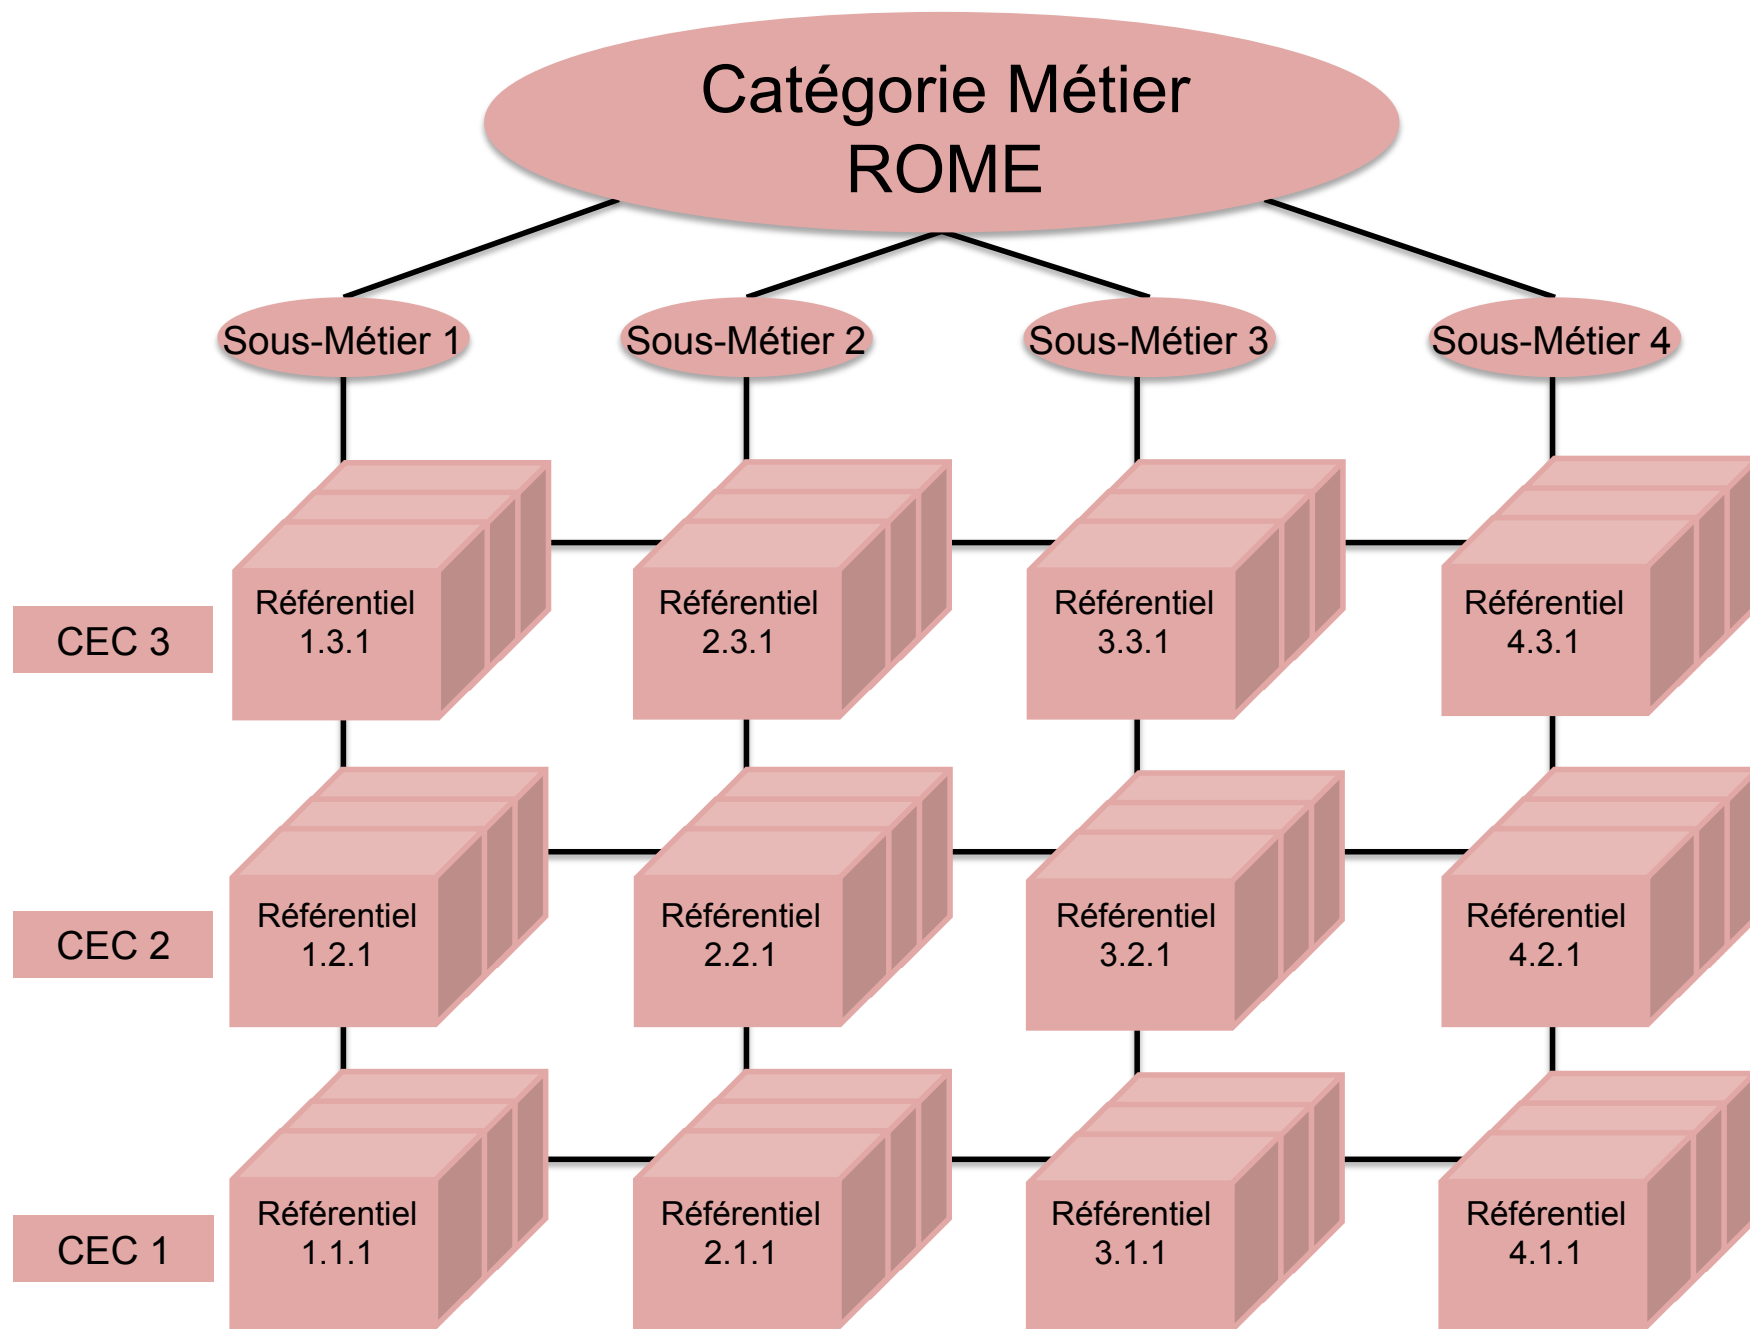 Catégorie Métier
ROME
Sous-Métier 1
Sous-Métier 2
Sous-Métier 3
Sous-Métier 4
CEC 3
Référentiel
1.3.1
Référentiel
2.3.1
Référentiel
3.3.1
Référentiel
4.3.1
CEC 2
Référentiel
1.2.1
Référentiel
2.2.1
Référentiel
3.2.1
Référentiel
4.2.1
CEC 1
Référentiel
1.1.1
Référentiel
2.1.1
Référentiel
3.1.1
Référentiel
4.1.1